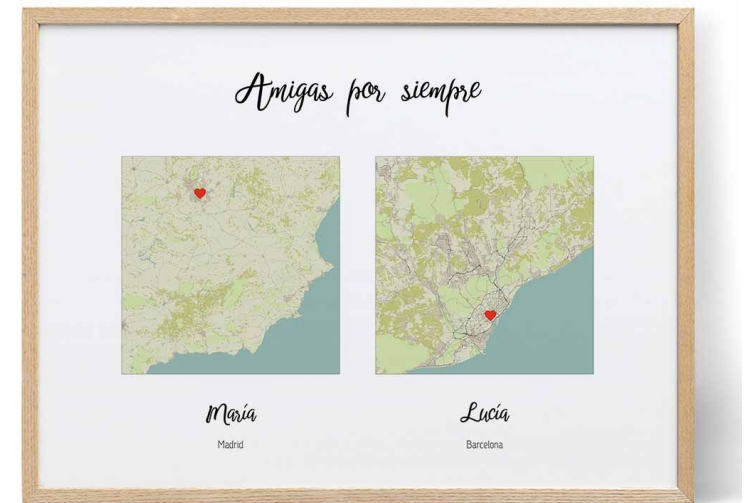 Amigas por siempre
María
Madrid
Lucía
Barcelona